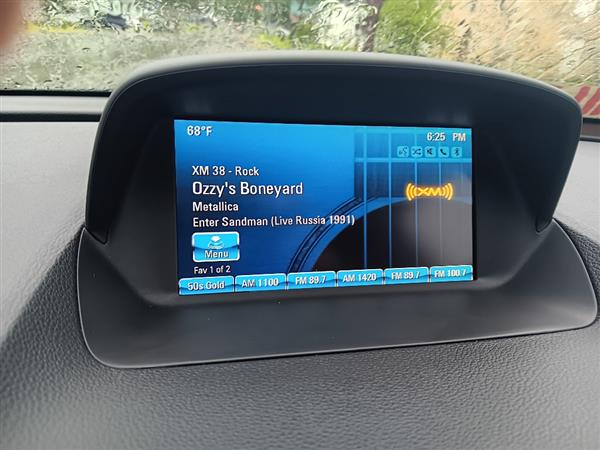 68°F
6:25 PM
XM 38 - Rock
Ozzy's Boneyard
((XM))
Metallica
Enter Sandman (Live Russia 1991)
Menu
Fav 1 of 2
50s Gold
AM 1100
FM 89.7
AM 1420
FM 89.7
FM 100.7